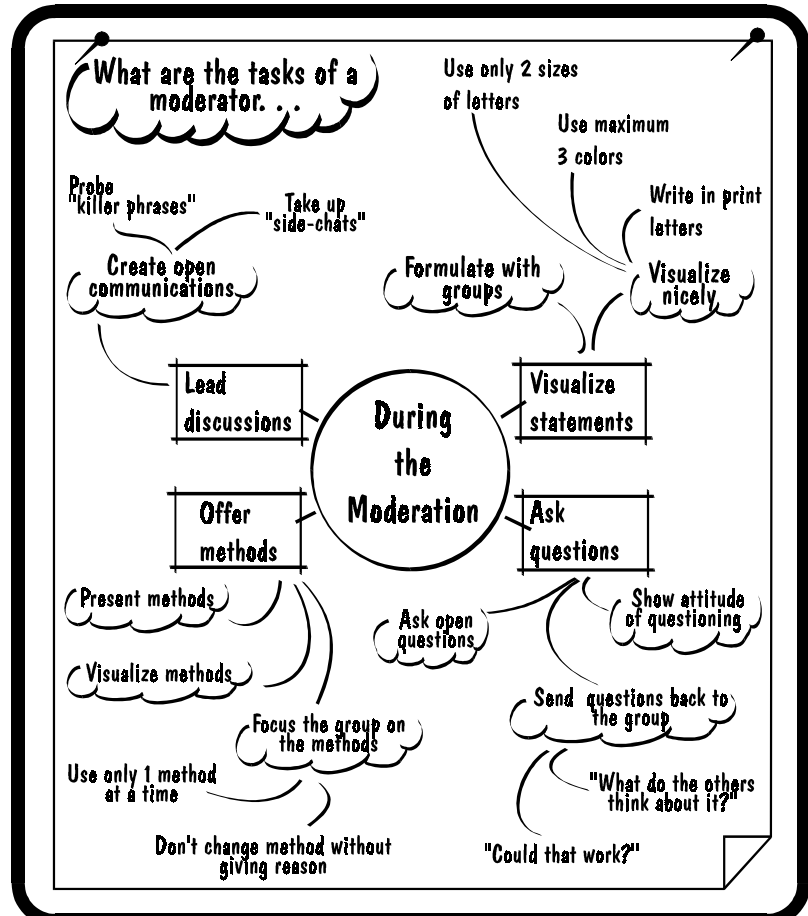 What are the tasks of a
moderator. . .
Use only 2 sizes
of letters
Use maximum
3 colors
Write in print
letters
Probe
"killer phrases"
Take up
"side-chats"
Create open
communications
Formulate with
groups
Visualize
nicely
Lead
discussions
Visualize
statements
During
the
Moderation
Offer
methods
Ask
questions
Present methods
Visualize methods
Focus the group on
the methods
Use only 1 method
at a time
Don't change method without
giving reason
Ask open
questions
Show attitude
of questioning
Send questions back to
the group
"What do the others
think about it?"
"Could that work?"